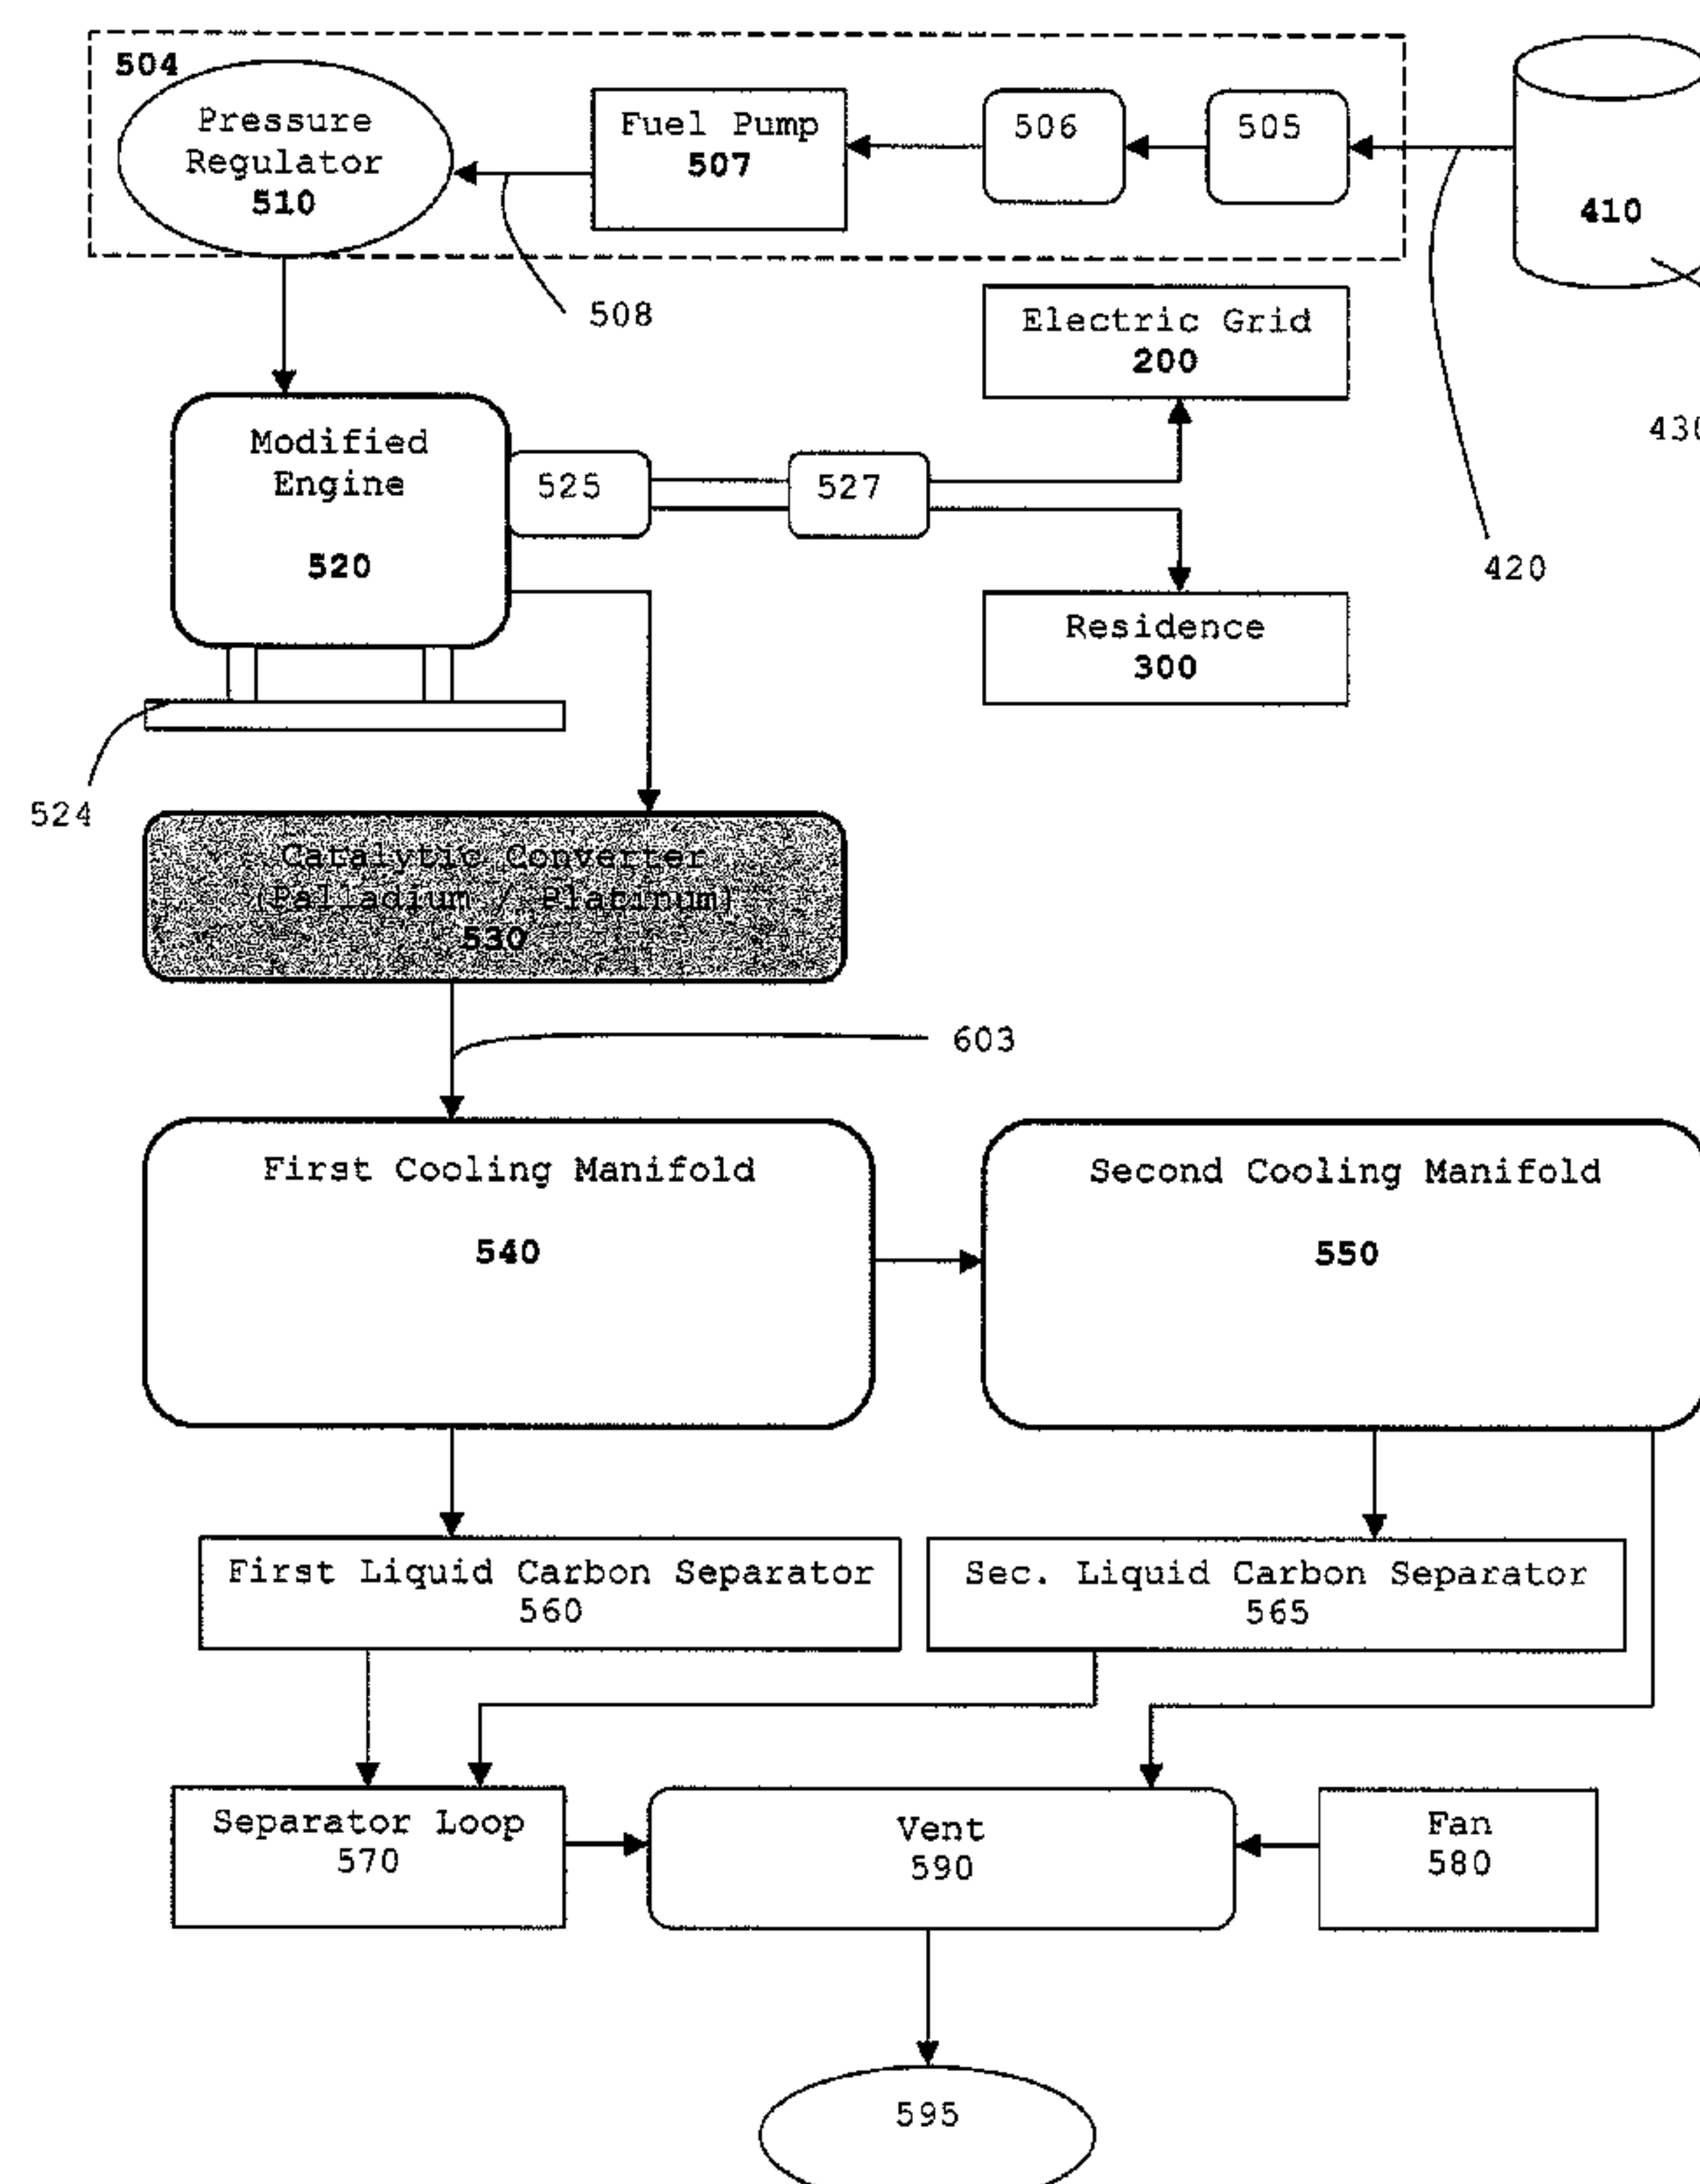 504
Pressure
Regulator
510
Fuel Pump
507
506
505
410
508
Electric Grid
200
430
Modified
Engine
520
525
527
420
Residence
300
524
Catalytic Converter
(Palladium / Platinum)
530
603
First Cooling Manifold
540
Second Cooling Manifold
550
First Liquid Carbon Separator
560
Sec. Liquid Carbon Separator
565
Separator Loop
570
Vent
590
Fan
580
595